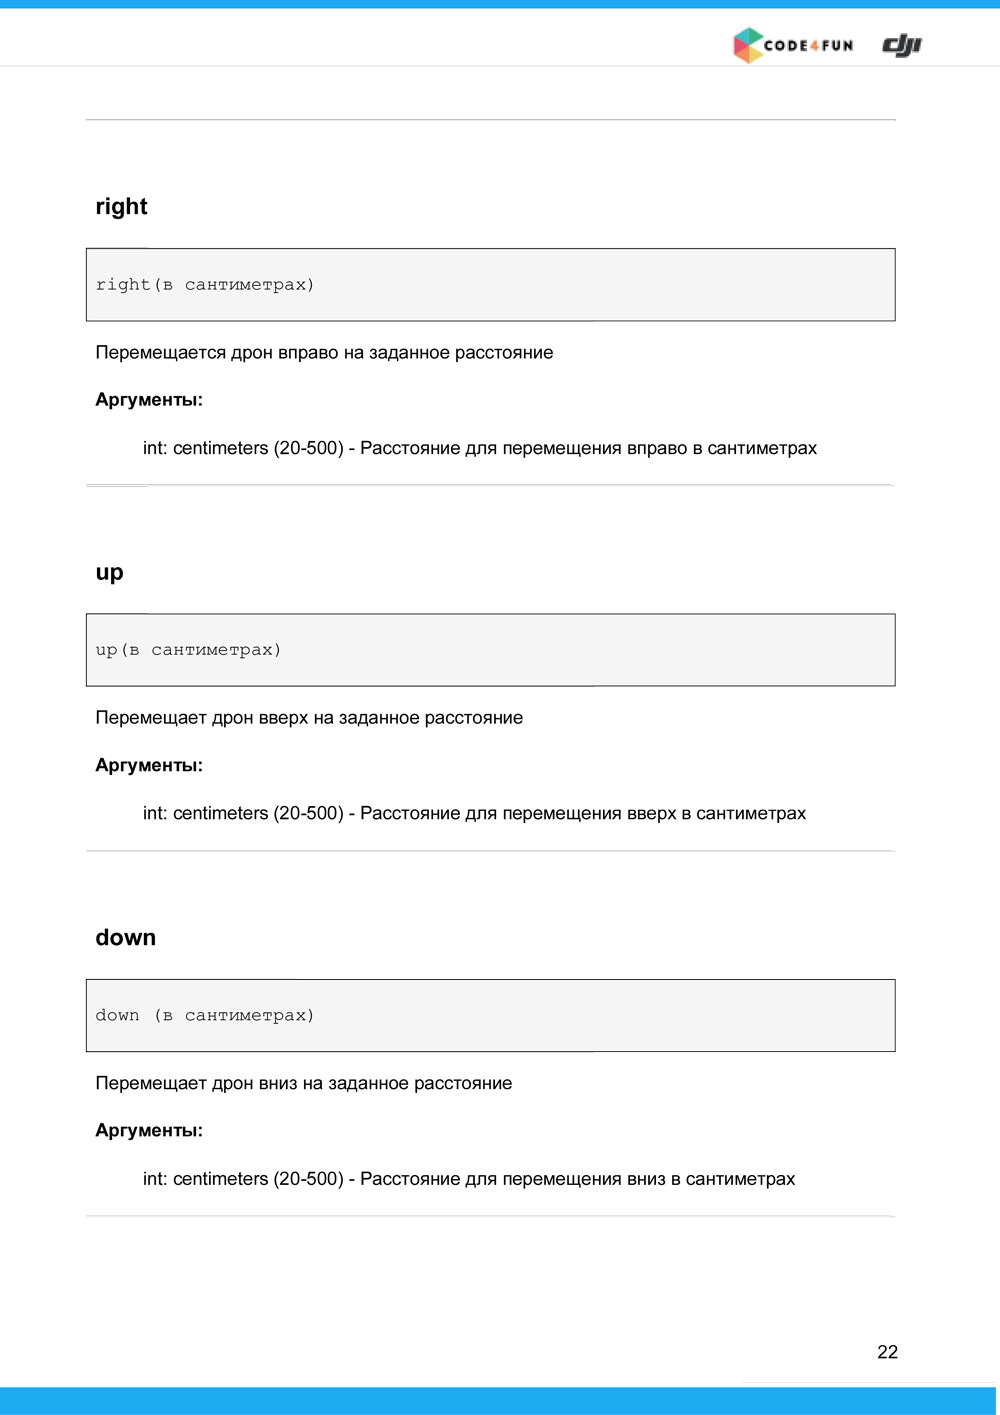 CODE4FUN dji
right
right(в сантиметрах)
Перемещается дрон вправо на заданное расстояние
Аргументы:
int: centimeters (20-500) - Расстояние для перемещения вправо в сантиметрах
up
up(в сантиметрах)
Перемещает дрон вверх на заданное расстояние
Аргументы:
int: centimeters (20-500) - Расстояние для перемещения вверх в сантиметрах
down
down (в сантиметрах)
Перемещает дрон вниз на заданное расстояние
Аргументы:
int: centimeters (20-500) - Расстояние для перемещения вниз в сантиметрах
22